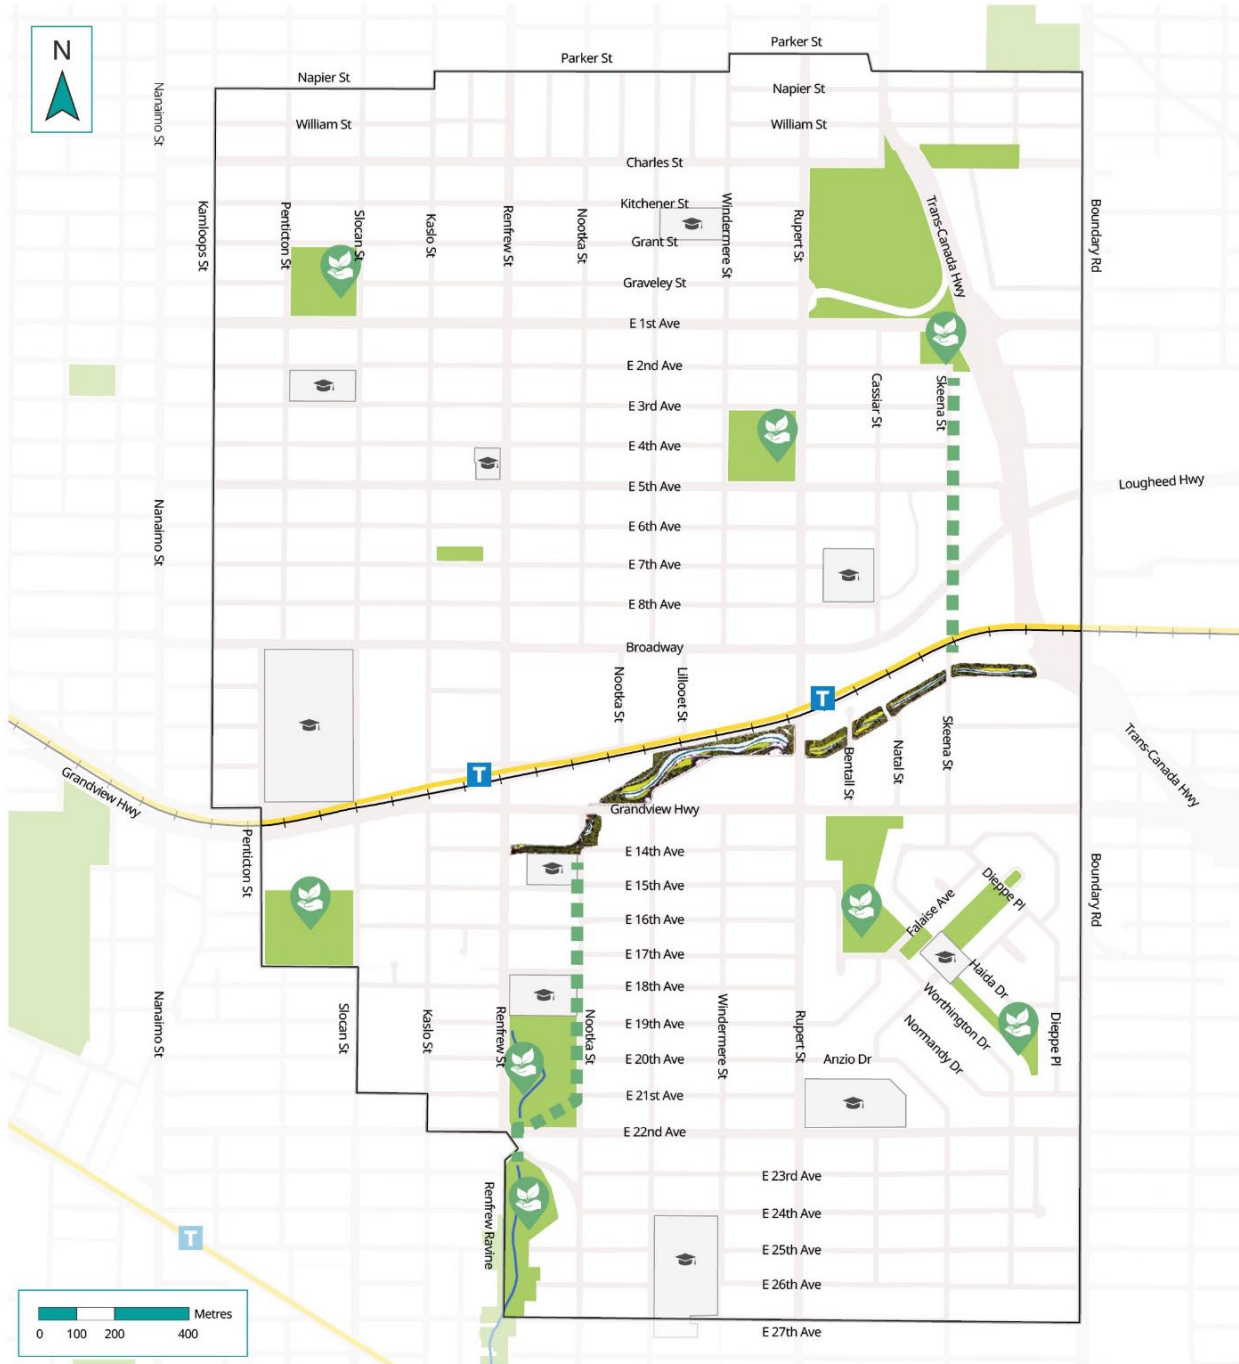 N
Parker St
Parker St
Napier St
Napier St
William St
William St
Nanaimo St
Charles St
Kamloops St
Penticton St
Slocan St
Kaslo St
Renfrew St
Nootka St
Kitchener St
Windermere St
Rupert St
Trans-Canada Hwy
Boundary Rd
Grant St
Graveley St
E 1st Ave
E 2nd Ave
Cassiar St
Skeena St
E 3rd Ave
E 4th Ave
E 5th Ave
Lougheed Hwy
Nanaimo St
E 6th Ave
E 7th Ave
E 8th Ave
Broadway
Nootka St
Lillooet St
T
T
Bentall St
Natal St
Skeena St
Trans-Canada Hwy
Grandview Hwy
Grandview Hwy
Penticton St
E 14th Ave
E 15th Ave
Boundary Rd
Dieppe Pl
Falaise Ave
E 16th Ave
E 17th Ave
Haida Dr
E 18th Ave
Worthington Dr
Nanaimo St
Slocan St
Kaslo St
Renfrew St
Nootka St
E 19th Ave
Windermere St
Rupert St
Normandy Dr
Dieppe Pl
E 20th Ave
Anzio Dr
E 21st Ave
E 22nd Ave
E 23rd Ave
Renfrew Ravine
E 24th Ave
T
E 25th Ave
E 26th Ave
E 27th Ave
Metres
0 100 200 400